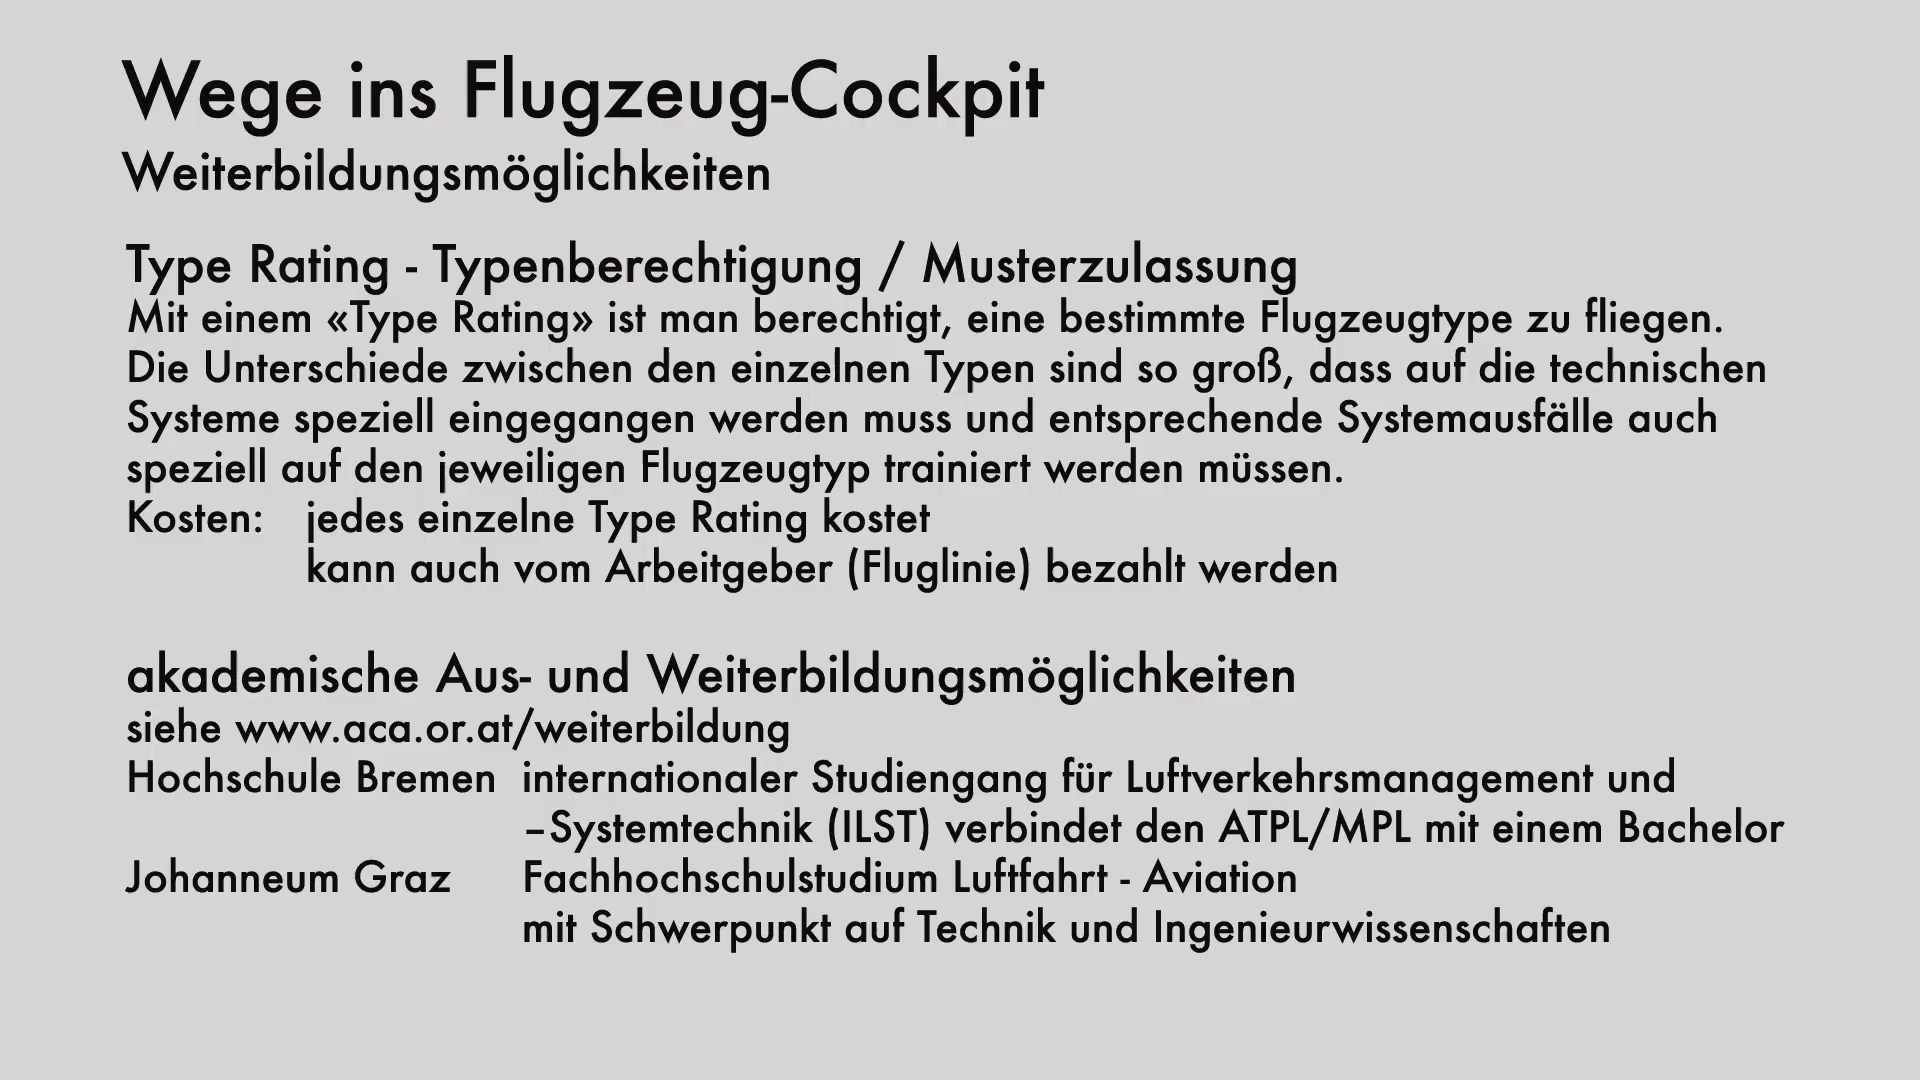 Wege ins Flugzeug-Cockpit
Weiterbildungsmöglichkeiten
Type Rating - Typenberechtigung / Musterzulassung
Mit einem «Type Rating» ist man berechtigt, eine bestimmte Flugzeugtype zu fliegen.
Die Unterschiede zwischen den einzelnen Typen sind so groß, dass auf die technischen
Systeme speziell eingegangen werden muss und entsprechende Systemausfälle auch
speziell auf den jeweiligen Flugzeugtyp trainiert werden müssen.
Kosten: jedes einzelne Type Rating kostet
kann auch vom Arbeitgeber (Fluglinie) bezahlt werden
akademische Aus- und Weiterbildungsmöglichkeiten
siehe www.aca.or.at/weiterbildung
Hochschule Bremen internationaler Studiengang für Luftverkehrsmanagement und
–Systemtechnik (ILST) verbindet den ATPL/MPL mit einem Bachelor
Johanneum Graz Fachhochschulstudium Luftfahrt - Aviation
mit Schwerpunkt auf Technik und Ingenieurwissenschaften